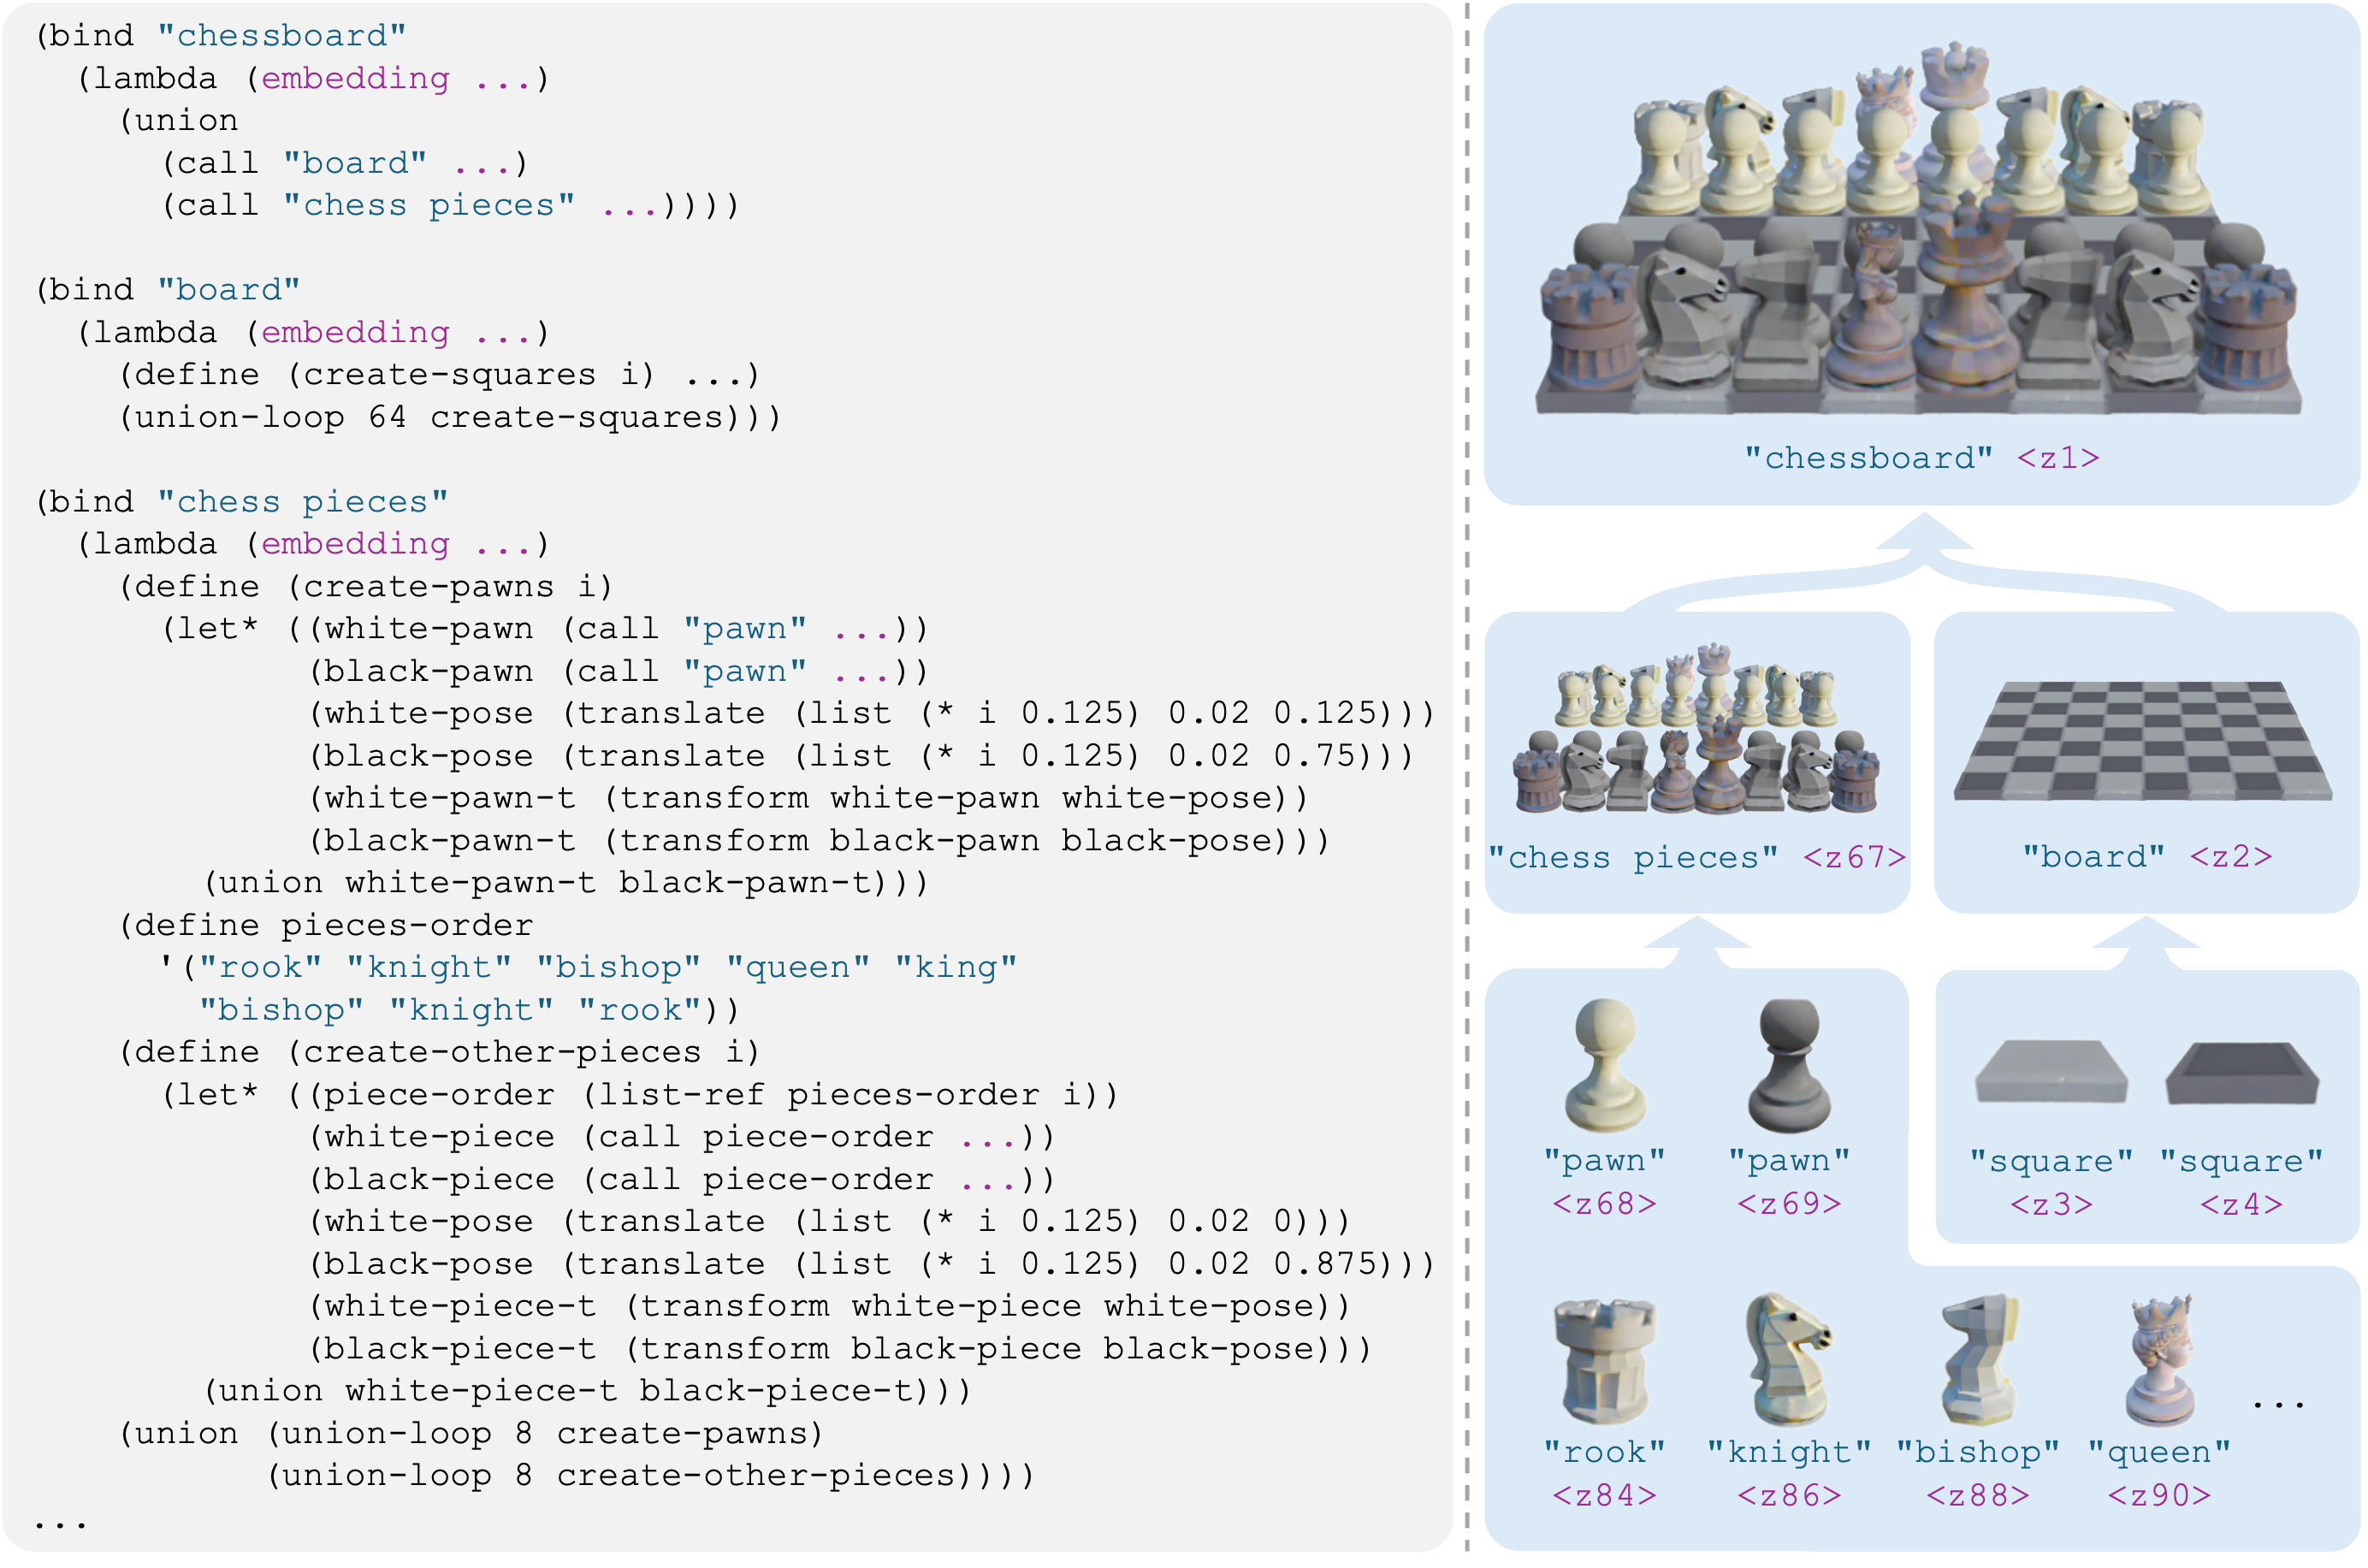 (bind "chessboard"
  (lambda (embedding ...)
    (union
      (call "board" ...)
      (call "chess pieces" ...))))

(bind "board"
  (lambda (embedding ...)
    (define (create-squares i) ...)
    (union-loop 64 create-squares)))

(bind "chess pieces"
  (lambda (embedding ...)
    (define (create-pawns i)
      (let* ((white-pawn (call "pawn" ...))
             (black-pawn (call "pawn" ...))
             (white-pose (translate (list (* i 0.125) 0.02 0.125)))
             (black-pose (translate (list (* i 0.125) 0.02 0.75)))
             (white-pawn-t (transform white-pawn white-pose))
             (black-pawn-t (transform black-pawn black-pose)))
        (union white-pawn-t black-pawn-t)))
    (define pieces-order
      '("rook" "knight" "bishop" "queen" "king"
        "bishop" "knight" "rook"))
    (define (create-other-pieces i)
      (let* ((piece-order (list-ref pieces-order i))
             (white-piece (call piece-order ...))
             (black-piece (call piece-order ...))
             (white-pose (translate (list (* i 0.125) 0.02 0)))
             (black-pose (translate (list (* i 0.125) 0.02 0.875)))
             (white-piece-t (transform white-piece white-pose))
             (black-piece-t (transform black-piece black-pose)))
        (union white-piece-t black-piece-t)))
    (union (union-loop 8 create-pawns)
           (union-loop 8 create-other-pieces))))
...
"chessboard" <z1>
"chess pieces" <z67>
"board" <z2>
"pawn" "pawn"
<z68> <z69>
"square" "square"
<z3> <z4>
...
"rook" "knight" "bishop" "queen"
<z84> <z86> <z88> <z90>